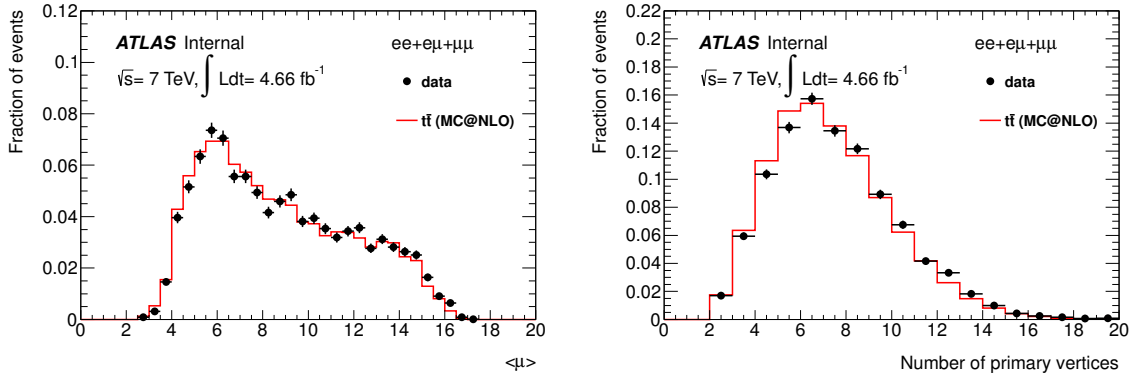 Fraction of events
0.12
0.1
0.08
0.06
0.04
0.02
0
ATLAS Internal
ee+eμ+μμ
√s= 7 TeV, ∫ Ldt= 4.66 fb⁻¹
data
tt̄ (MC@NLO)
0 2 4 6 8 10 12 14 16 18 20
<μ>
Fraction of events
0.22
0.2
0.18
0.16
0.14
0.12
0.1
0.08
0.06
0.04
0.02
0
ATLAS Internal
ee+eμ+μμ
√s= 7 TeV, ∫ Ldt= 4.66 fb⁻¹
data
tt̄ (MC@NLO)
0 2 4 6 8 10 12 14 16 18 20
Number of primary vertices